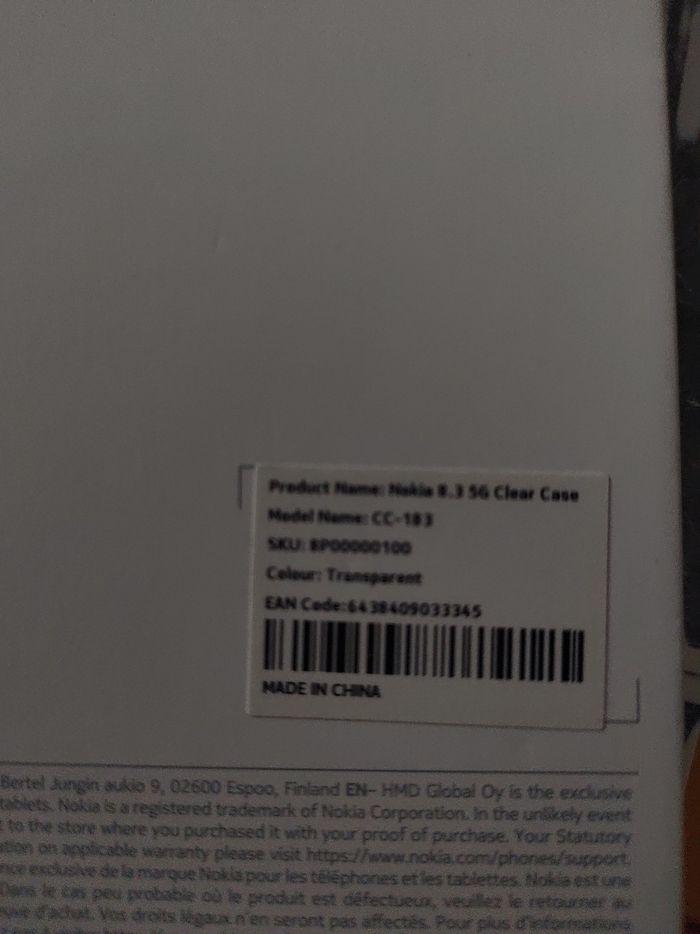 Product Name: Nokia 8.3 5G Clear Case
Model Name: CC-183
SKU: 8P00000100
Colour: Transparent
EAN Code:6438409033345
MADE IN CHINA
Bertel Jungin aukio 9, 02600 Espoo, Finland EN– HMD Global Oy is the exclusive
tablets. Nokia is a registered trademark of Nokia Corporation. In the unlikely event
to the store where you purchased it with your proof of purchase. Your Statutory
ation on applicable warranty please visit https://www.nokia.com/phones/support.
nce exclusive de la marque Nokia pour les téléphones et les tablettes. Nokia est une
Dans le cas peu probable où le produit est défectueux, veuillez le retourner au
uve d'achat. Vos droits légaux n'en seront pas affectés. Pour plus d'informations